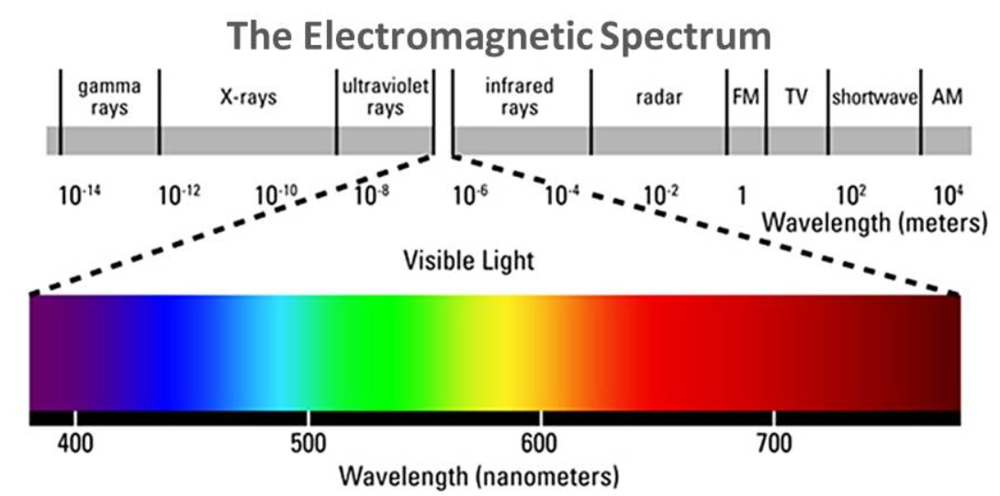 The Electromagnetic Spectrum
gamma rays X-rays ultraviolet rays infrared rays radar FM TV shortwave AM
10⁻¹⁴ 10⁻¹² 10⁻¹⁰ 10⁻⁸ 10⁻⁶ 10⁻⁴ 10⁻² 1 10² 10⁴
Wavelength (meters)
Visible Light
400 500 600 700
Wavelength (nanometers)